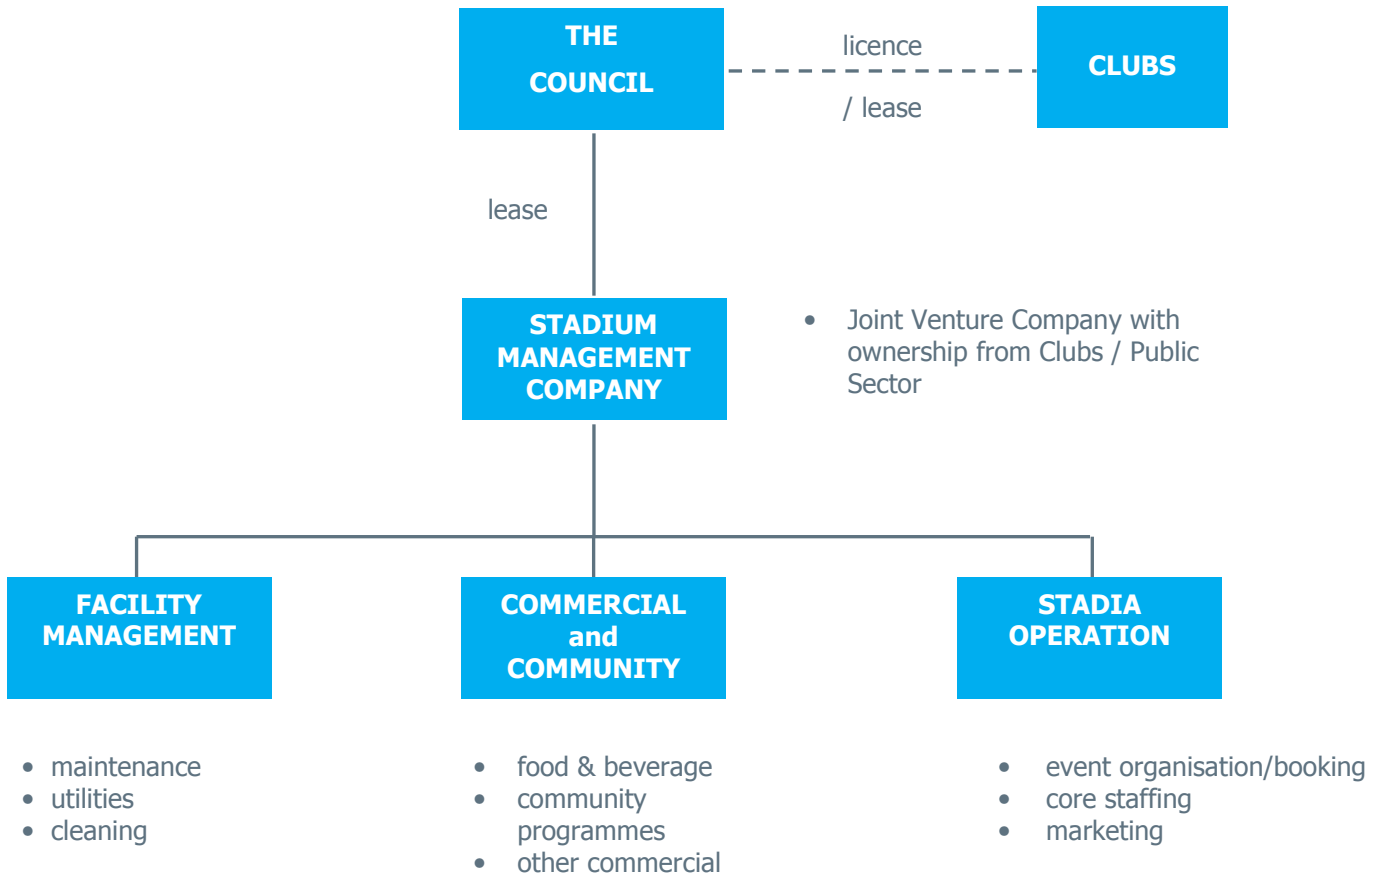 THE
COUNCIL
licence
/ lease
CLUBS
lease
STADIUM
MANAGEMENT
COMPANY
• Joint Venture Company with
ownership from Clubs / Public
Sector
FACILITY
MANAGEMENT
COMMERCIAL
and
COMMUNITY
STADIA
OPERATION
• maintenance
• utilities
• cleaning
• food & beverage
• community
programmes
• other commercial
• event organisation/booking
• core staffing
• marketing